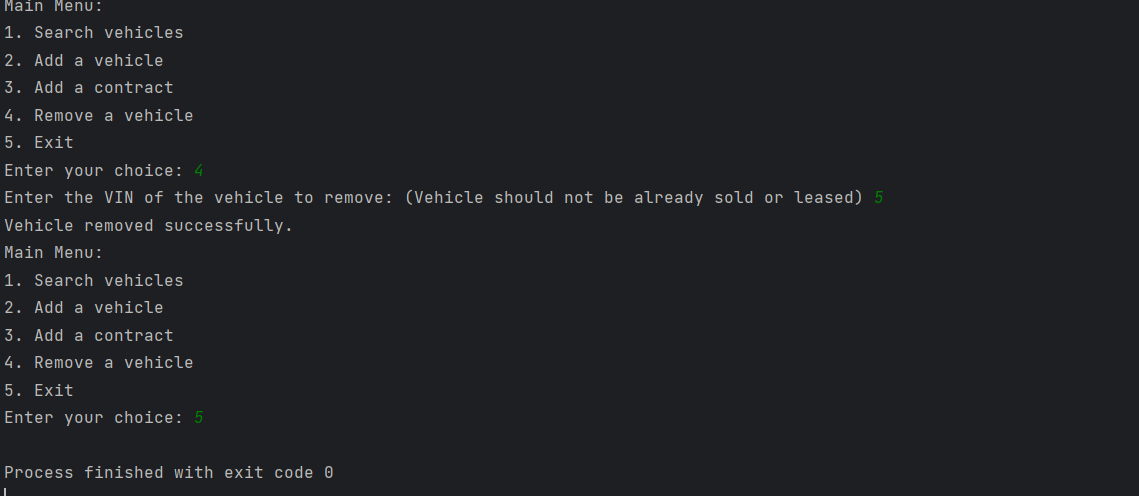 Main Menu:
1. Search vehicles
2. Add a vehicle
3. Add a contract
4. Remove a vehicle
5. Exit
Enter your choice: 4
Enter the VIN of the vehicle to remove: (Vehicle should not be already sold or leased) 5
Vehicle removed successfully.
Main Menu:
1. Search vehicles
2. Add a vehicle
3. Add a contract
4. Remove a vehicle
5. Exit
Enter your choice: 5
Process finished with exit code 0